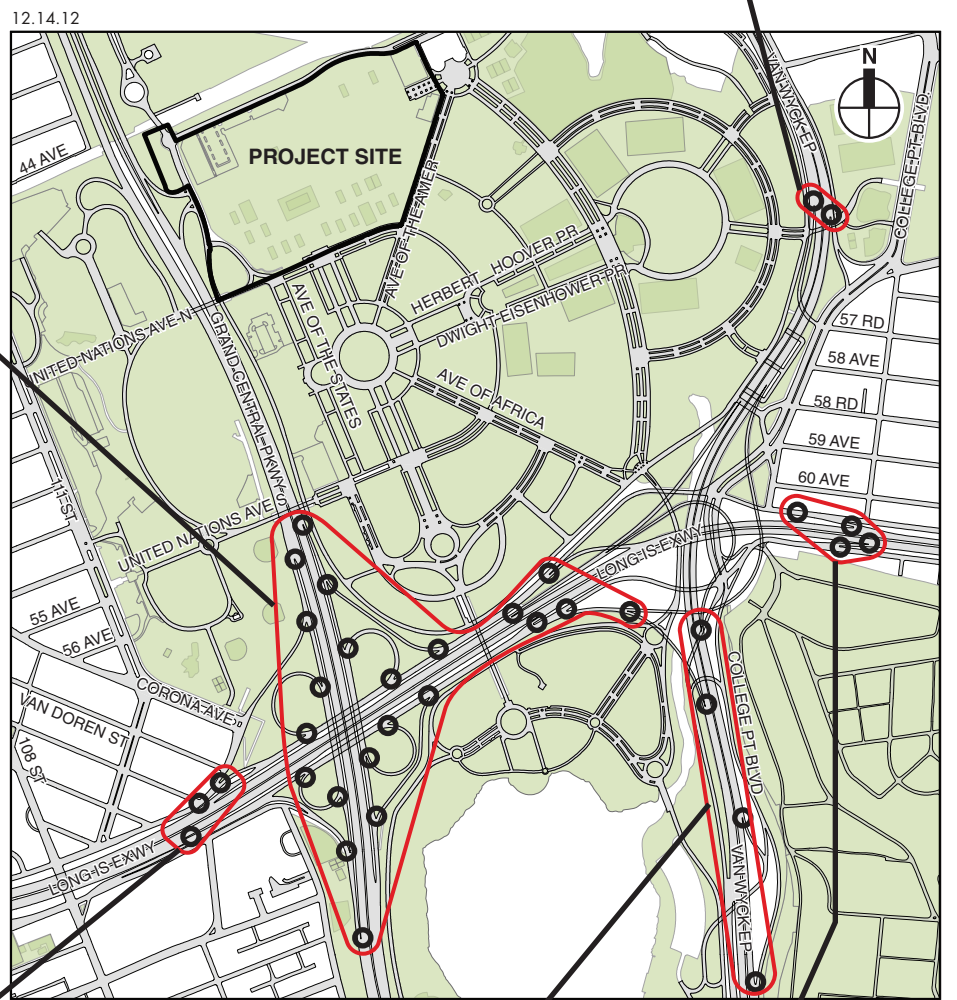 12.14.12
VAN WYCK EP
N
COLLEGE PT BLVD
44 AVE
PROJECT SITE
AVE OF THE AMER
HERBERT HOOVER PR
DWIGHT EISENHOWER PR
UNITED NATIONS AVE N
GRAND CENTRAL PKWY
AVE OF THE STATES
57 RD
58 AVE
58 RD
59 AVE
60 AVE
AVE OF AFRICA
111 ST
UNITED NATIONS AVE S
LONG IS EXWY
55 AVE
56 AVE
CORONA AVE
VAN DOREN ST
108 ST
COLLEGE PT BLVD
LONG IS EXWY
VAN WYCK EP